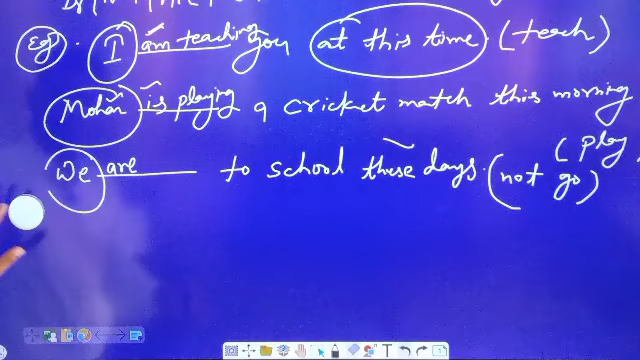 Eg. I am teaching you at this time. (teach)
Mohan is playing a cricket match this morning
(play)
We are to school these days. (not go)